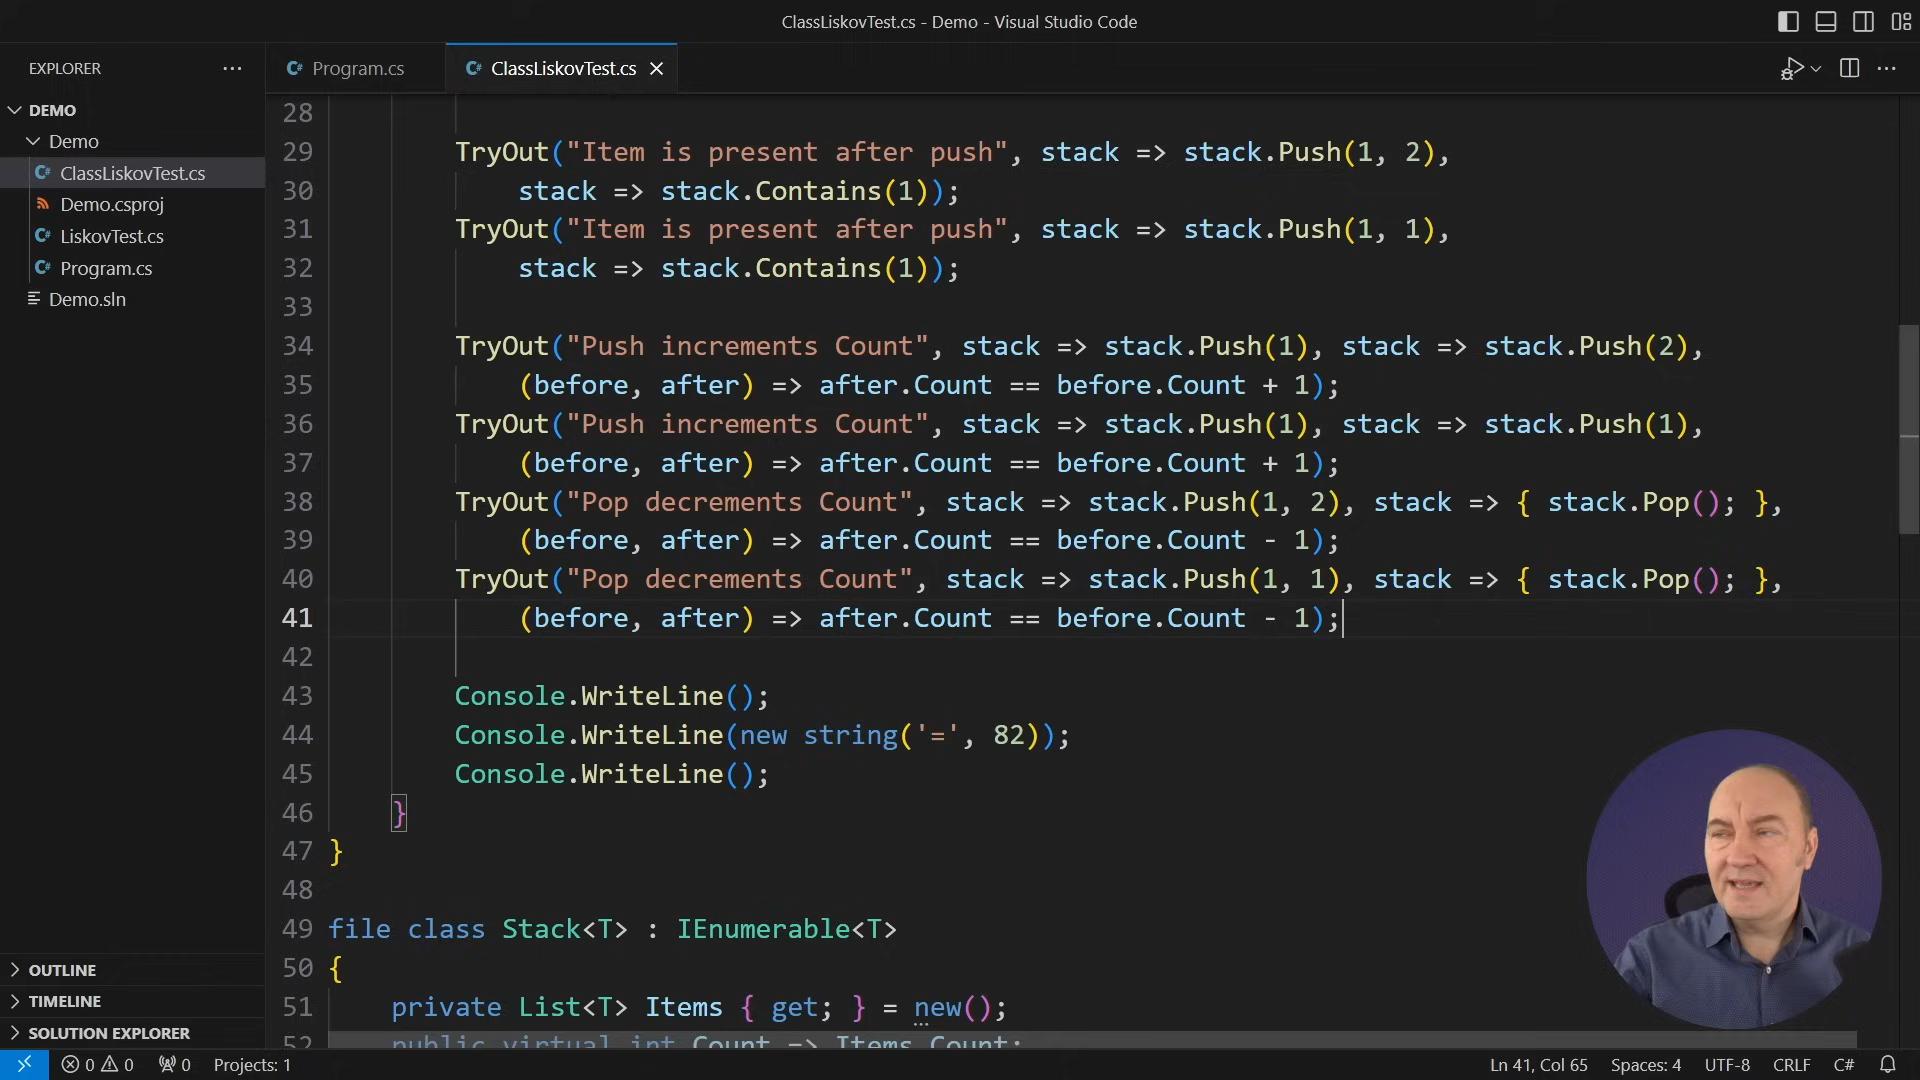 ClassLiskovTest.cs - Demo - Visual Studio Code
EXPLORER
Program.cs
ClassLiskovTest.cs
DEMO
Demo
ClassLiskovTest.cs
Demo.csproj
LiskovTest.cs
Program.cs
Demo.sln
28
29 TryOut("Item is present after push", stack => stack.Push(1, 2),
30 stack => stack.Contains(1));
31 TryOut("Item is present after push", stack => stack.Push(1, 1),
32 stack => stack.Contains(1));
33
34 TryOut("Push increments Count", stack => stack.Push(1), stack => stack.Push(2),
35 (before, after) => after.Count == before.Count + 1);
36 TryOut("Push increments Count", stack => stack.Push(1), stack => stack.Push(1),
37 (before, after) => after.Count == before.Count + 1);
38 TryOut("Pop decrements Count", stack => stack.Push(1, 2), stack => { stack.Pop(); },
39 (before, after) => after.Count == before.Count - 1);
40 TryOut("Pop decrements Count", stack => stack.Push(1, 1), stack => { stack.Pop(); },
41 (before, after) => after.Count == before.Count - 1);
42
43 Console.WriteLine();
44 Console.WriteLine(new string('=', 82));
45 Console.WriteLine();
46 }
47 }
48
49 file class Stack<T> : IEnumerable<T>
50 {
51 private List<T> Items { get; } = new();
52 public virtual int Count => Items.Count;
OUTLINE
TIMELINE
SOLUTION EXPLORER
0 0 0 Projects: 1 Ln 41, Col 65 Spaces: 4 UTF-8 CRLF C#